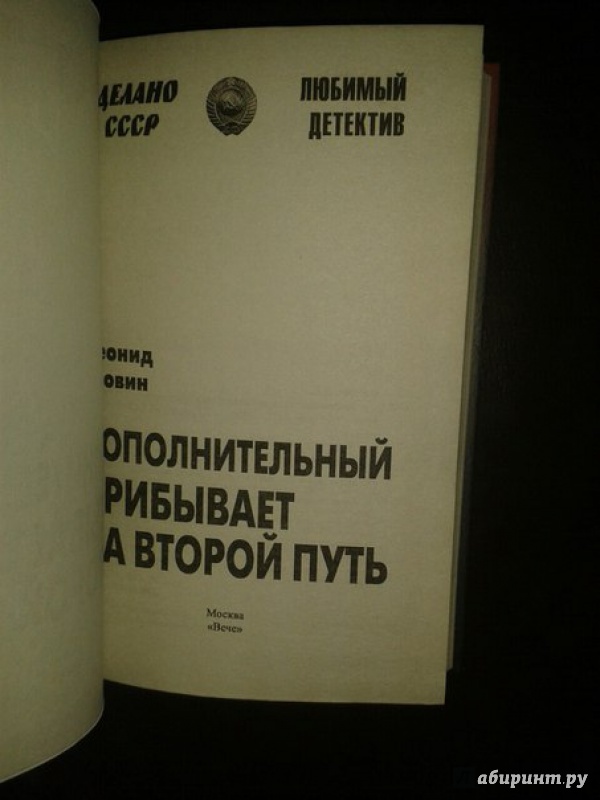 ДЕЛАНО
СССР
ЛЮБИМЫЙ
ДЕТЕКТИВ
еонид
овин
ОПОЛНИТЕЛЬНЫЙ
РИБЫВАЕТ
А ВТОРОЙ ПУТЬ
Москва
«Вече»
абиринт.ру